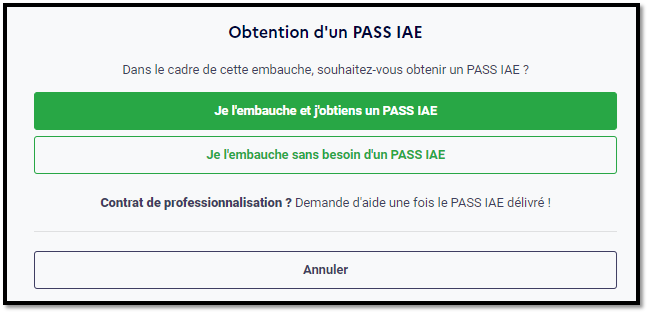 Obtention d'un PASS IAE
Dans le cadre de cette embauche, souhaitez-vous obtenir un PASS IAE ?
Je l'embauche et j'obtiens un PASS IAE
Je l'embauche sans besoin d'un PASS IAE
Contrat de professionnalisation ? Demande d'aide une fois le PASS IAE délivré !
Annuler